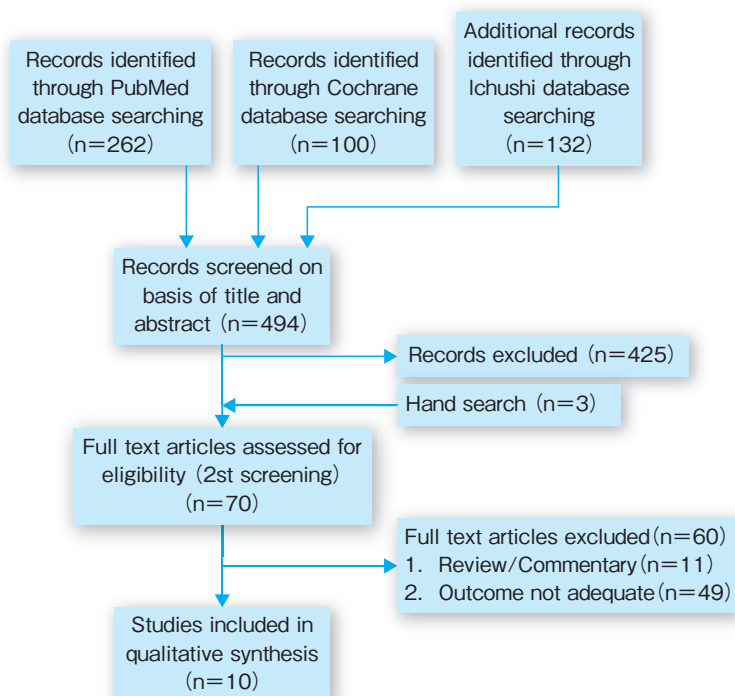 Records identified
through PubMed
database searching
(n=262)
Records identified
through Cochrane
database searching
(n=100)
Additional records
identified through
Ichushi database
searching
(n=132)
Records screened on
basis of title and
abstract (n=494)
Records excluded (n=425)
Hand search (n=3)
Full text articles assessed for
eligibility (2st screening)
(n=70)
Full text articles excluded(n=60)
1. Review/Commentary(n=11)
2. Outcome not adequate(n=49)
Studies included in
qualitative synthesis
(n=10)